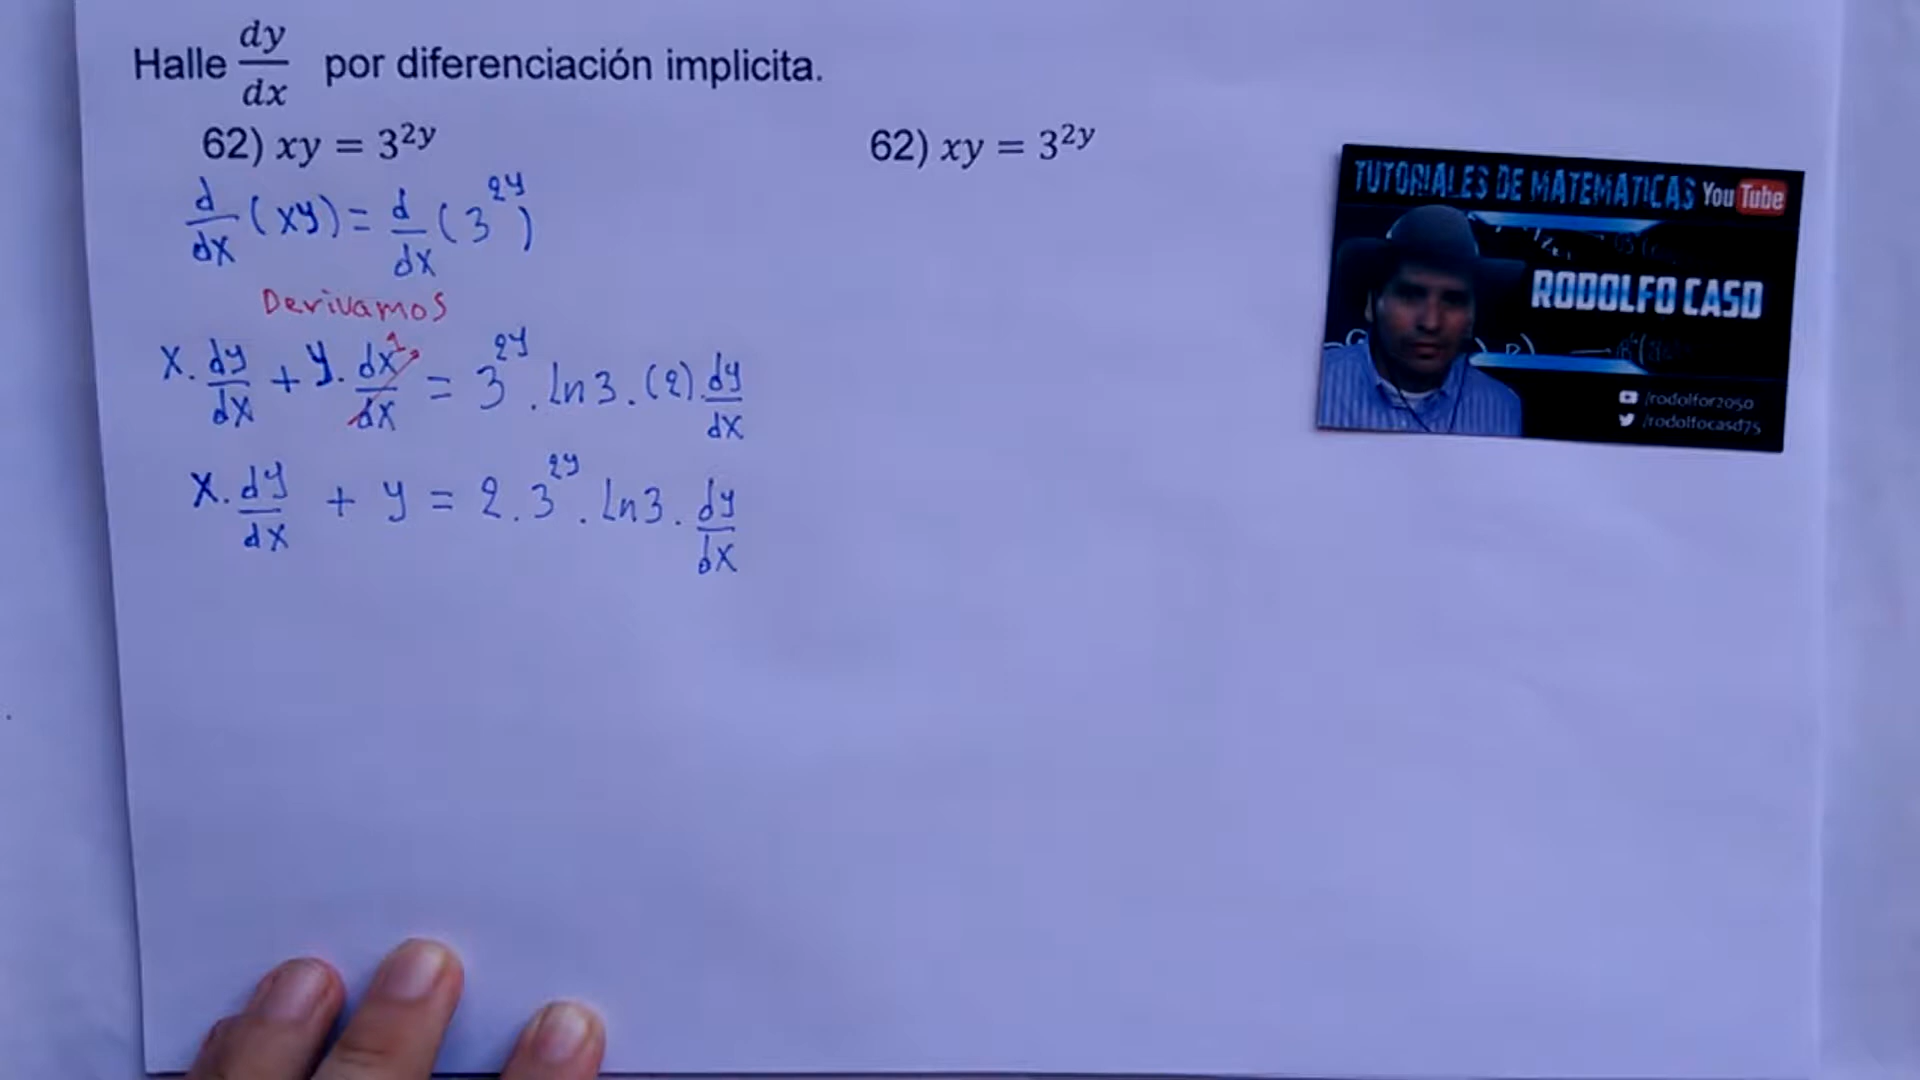 Halle dy/dx por diferenciación implicita.
62) xy = 3^{2y}
d/dx (xy) = d/dx (3^{2y})
Derivamos
x. dy/dx + y. dx/dx ^1 = 3^{2y} . ln3. (2). dy/dx
x. dy/dx + y = 2. 3^{2y} . ln3. dy/dx
62) xy = 3^{2y}
TUTORIALES DE MATEMATICAS YouTube
RODOLFO CASO
/rodolfor2050
/rodolfocasd75